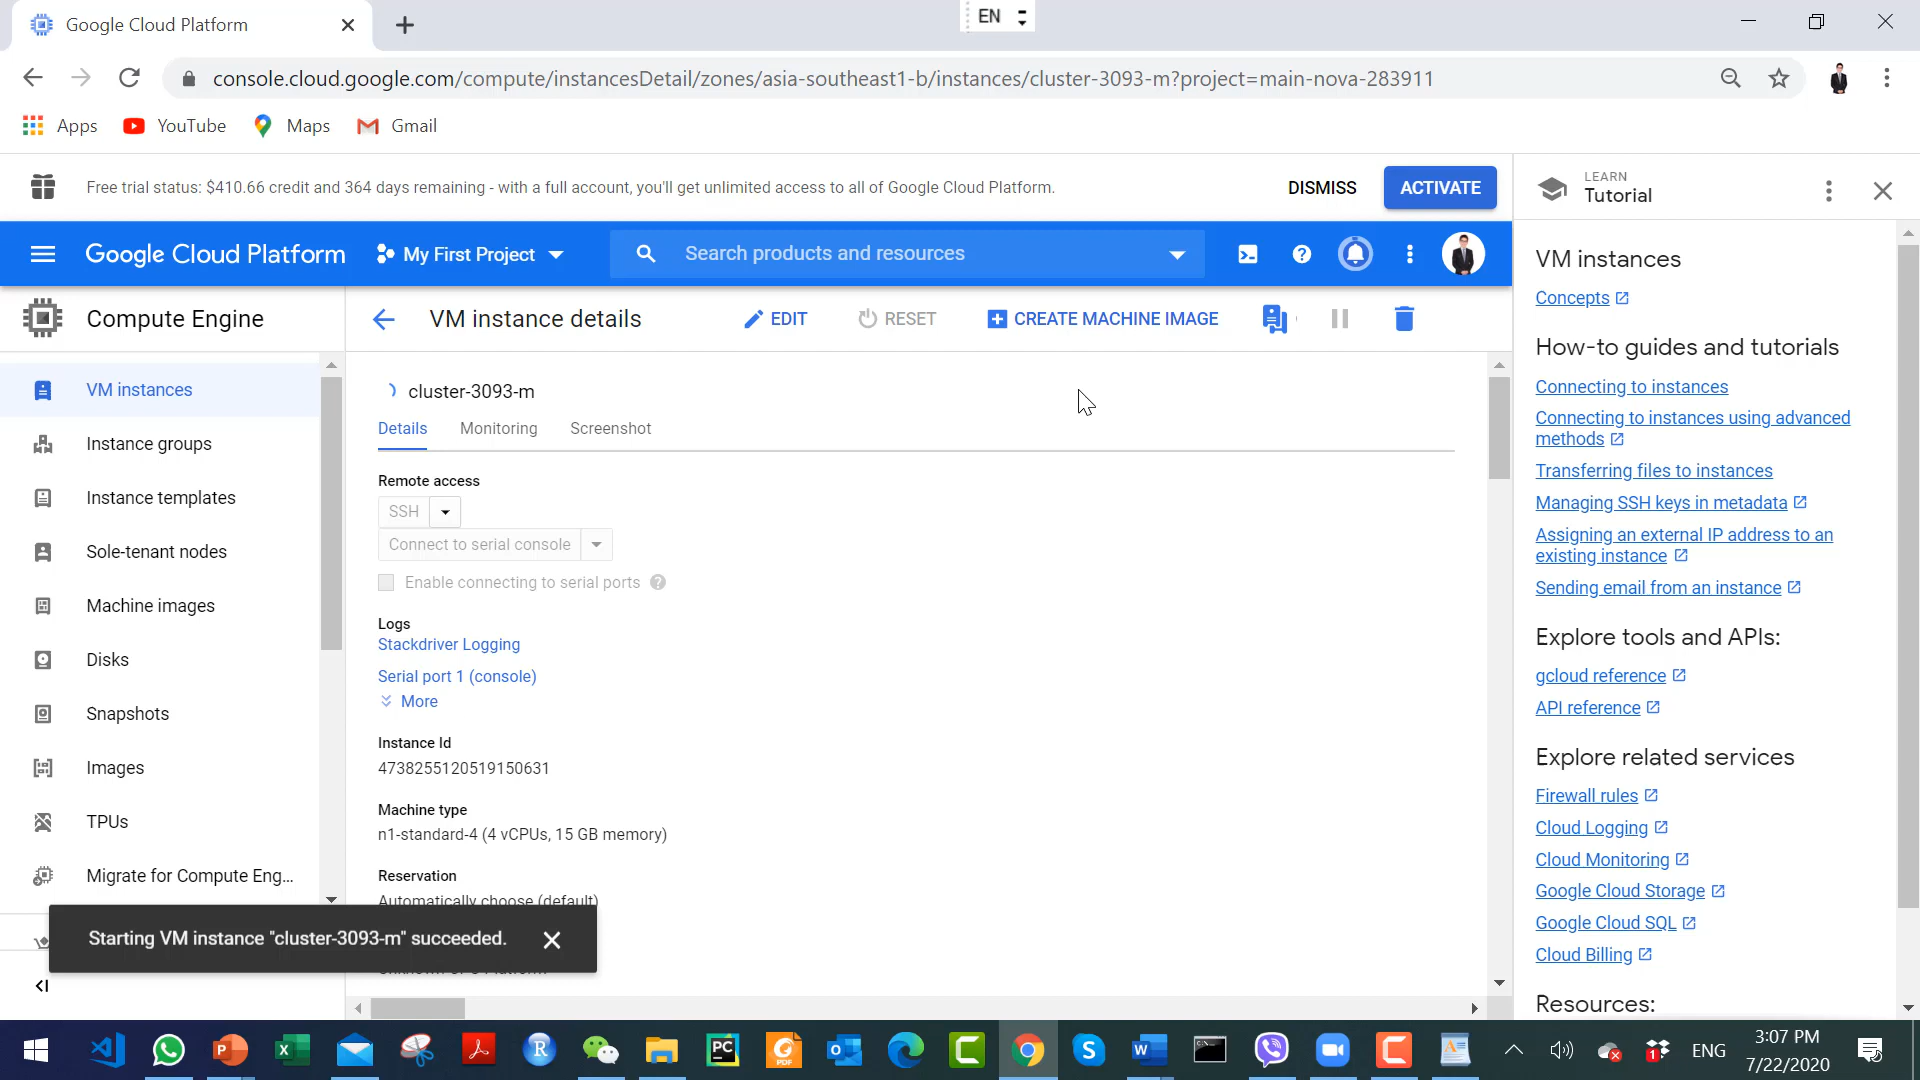 Google Cloud Platform
EN
console.cloud.google.com/compute/instancesDetail/zones/asia-southeast1-b/instances/cluster-3093-m?project=main-nova-283911
Apps YouTube Maps Gmail
Free trial status: $410.66 credit and 364 days remaining - with a full account, you'll get unlimited access to all of Google Cloud Platform.
DISMISS
ACTIVATE
LEARN
Tutorial
Google Cloud Platform
My First Project
Search products and resources
Compute Engine
VM instance details
EDIT
RESET
CREATE MACHINE IMAGE
VM instances
Instance groups
Instance templates
Sole-tenant nodes
Machine images
Disks
Snapshots
Images
TPUs
Migrate for Compute Eng...
cluster-3093-m
Details Monitoring Screenshot
Remote access
SSH
Connect to serial console
Enable connecting to serial ports
Logs
Stackdriver Logging
Serial port 1 (console)
More
Instance Id
4738255120519150631
Machine type
n1-standard-4 (4 vCPUs, 15 GB memory)
Reservation
Automatically choose (default)
Starting VM instance "cluster-3093-m" succeeded.
VM instances
Concepts
How-to guides and tutorials
Connecting to instances
Connecting to instances using advanced
methods
Transferring files to instances
Managing SSH keys in metadata
Assigning an external IP address to an
existing instance
Sending email from an instance
Explore tools and APIs:
gcloud reference
API reference
Explore related services
Firewall rules
Cloud Logging
Cloud Monitoring
Google Cloud Storage
Google Cloud SQL
Cloud Billing
Resources:
ENG
3:07 PM
7/22/2020